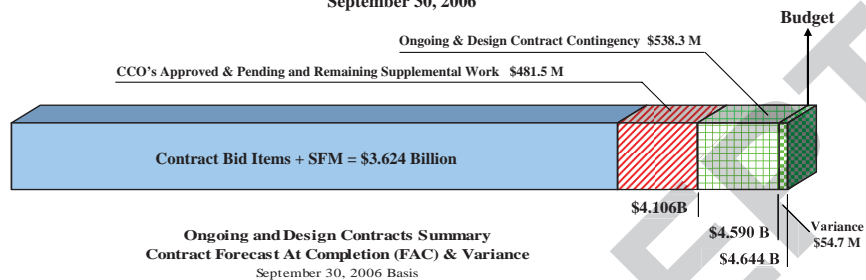 September 30, 2006
Budget
Ongoing & Design Contract Contingency $538.3 M
CCO's Approved & Pending and Remaining Supplemental Work $481.5 M
Contract Bid Items + SFM = $3.624 Billion
$4.106B
$4.590 B
Variance
$54.7 M
$4.644 B
Ongoing and Design Contracts Summary
Contract Forecast At Completion (FAC) & Variance
September 30, 2006 Basis